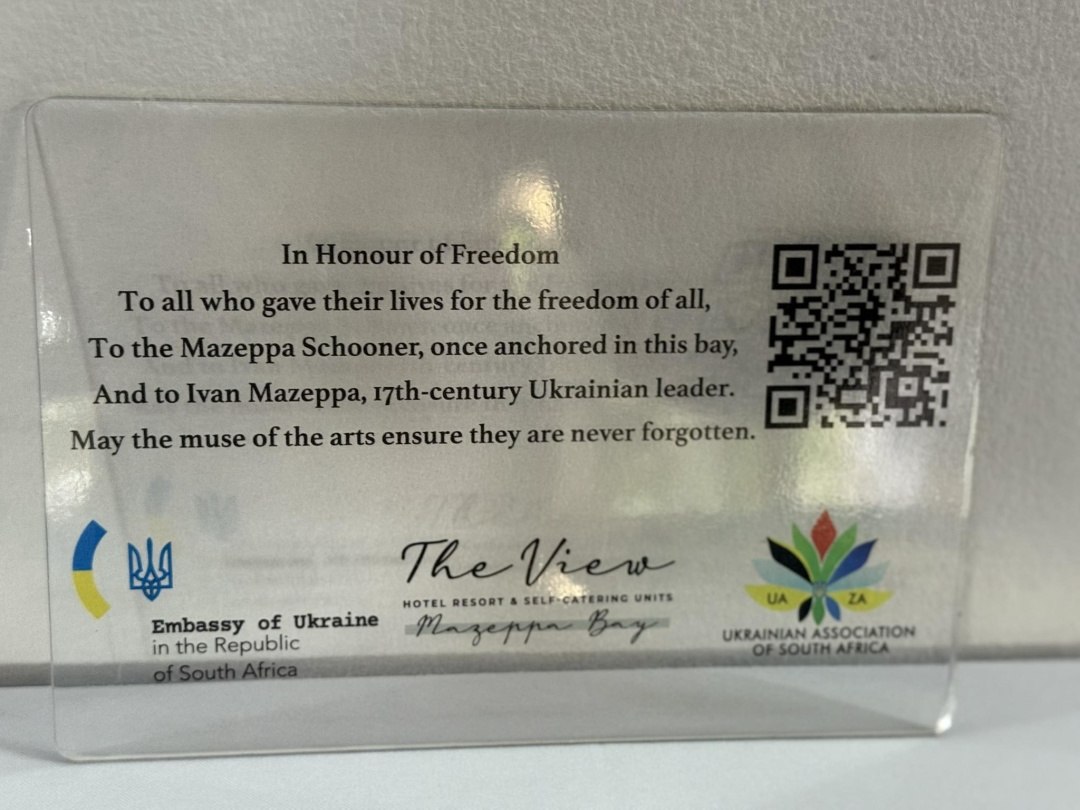 In Honour of Freedom
To all who gave their lives for the freedom of all,
To the Mazeppa Schooner, once anchored in this bay,
And to Ivan Mazeppa, 17th-century Ukrainian leader.
May the muse of the arts ensure they are never forgotten.
Embassy of Ukraine
in the Republic
of South Africa
The View
HOTEL RESORT & SELF-CATERING UNITS
Mazeppa Bay
UA ZA
UKRAINIAN ASSOCIATION
OF SOUTH AFRICA